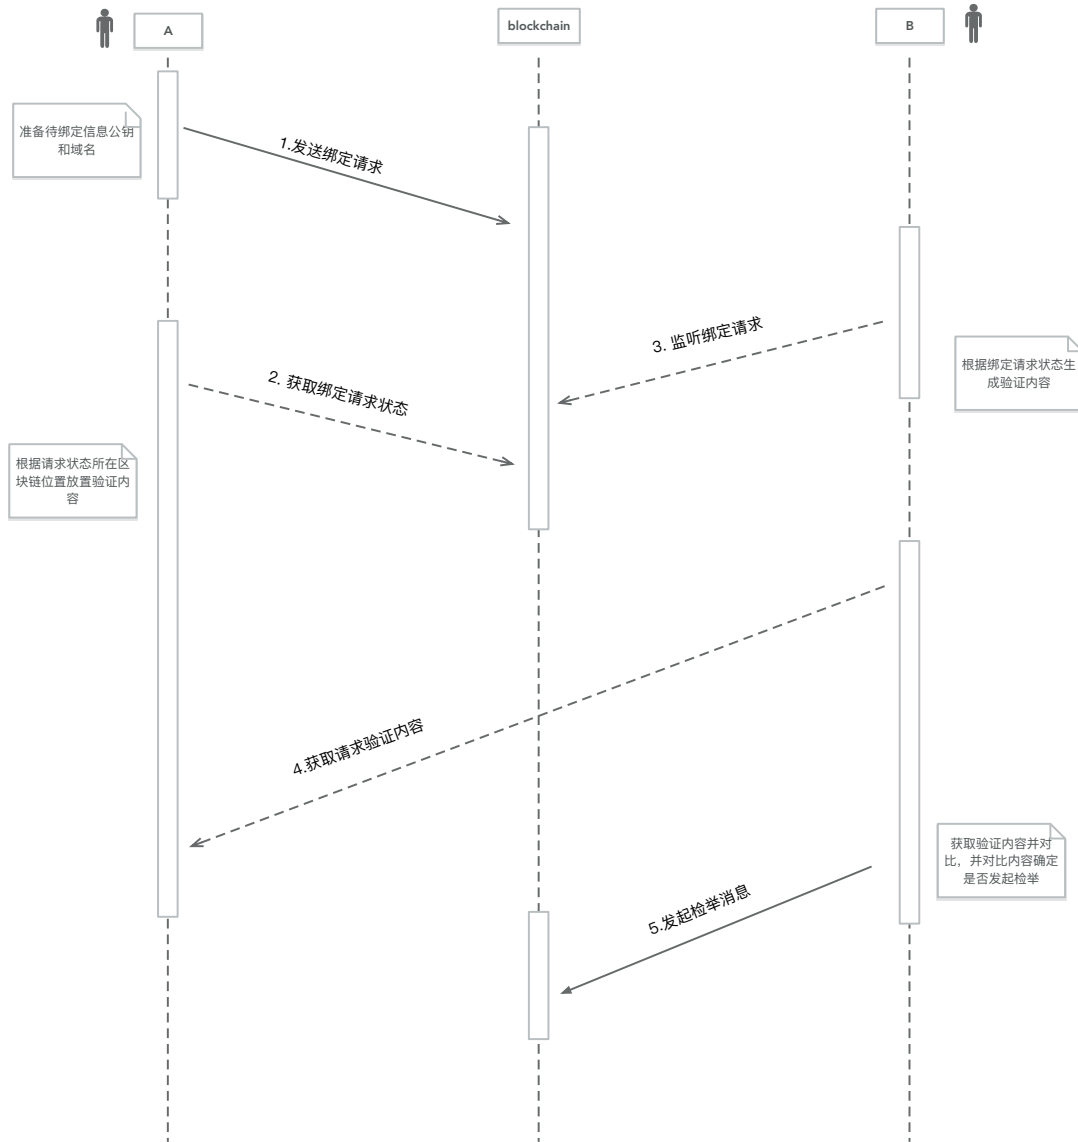 A
blockchain
B
准备待绑定信息公钥
和域名
1.发送绑定请求
3. 监听绑定请求
根据绑定请求状态生
成验证内容
2. 获取绑定请求状态
根据请求状态所在区
块链位置放置验证内
容
4.获取请求验证内容
获取验证内容并对
比，并对比内容确定
是否发起检举
5.发起检举消息